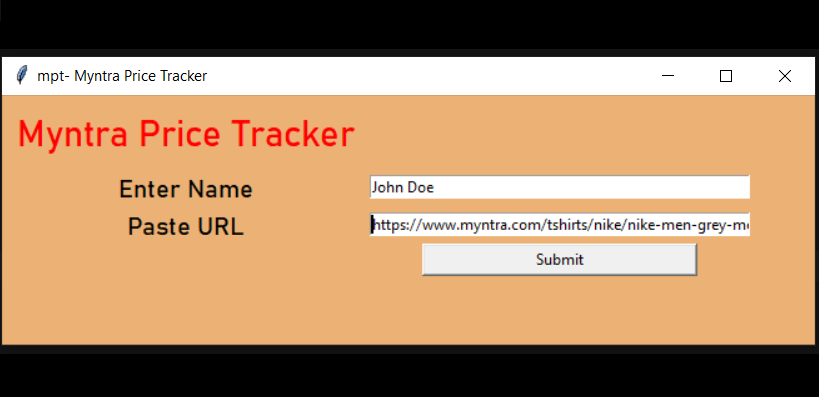 mpt- Myntra Price Tracker
Myntra Price Tracker
Enter Name John Doe
Paste URL https://www.myntra.com/tshirts/nike/nike-men-grey-m
Submit